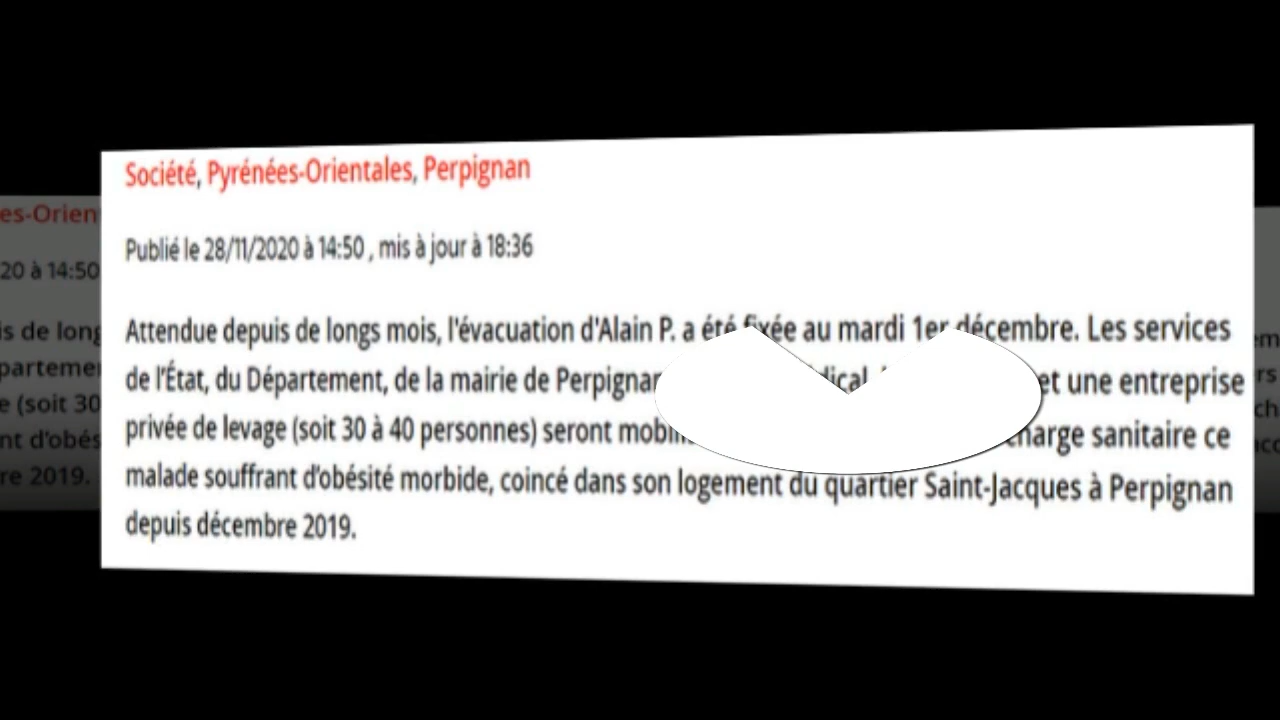 Société, Pyrénées-Orientales, Perpignan
Publié le 28/11/2020 à 14:50 , mis à jour à 18:36
Attendue depuis de longs mois, l'évacuation d'Alain P. a été fixée au mardi 1er décembre. Les services
de l'État, du Département, de la mairie de et une entreprise
privée de levage (soit 30 à 40 personnes) seront charge sanitaire ce
malade souffrant d'obésité morbide, coincé dans son logement du quartier Saint-Jacques à Perpignan
depuis décembre 2019.